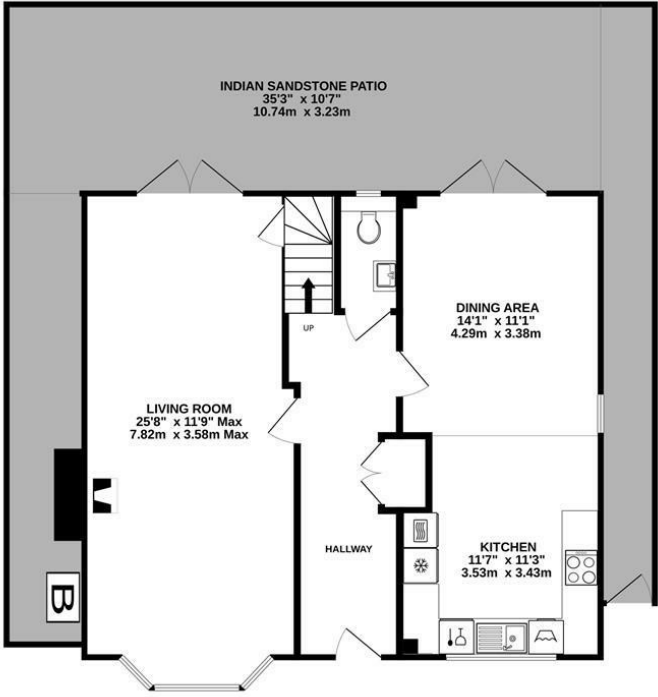 INDIAN SANDSTONE PATIO
35'3" x 10'7"
10.74m x 3.23m
UP
DINING AREA
14'1" x 11'1"
4.29m x 3.38m
LIVING ROOM
25'8" x 11'9" Max
7.82m x 3.58m Max
HALLWAY
KITCHEN
11'7" x 11'3"
3.53m x 3.43m
B